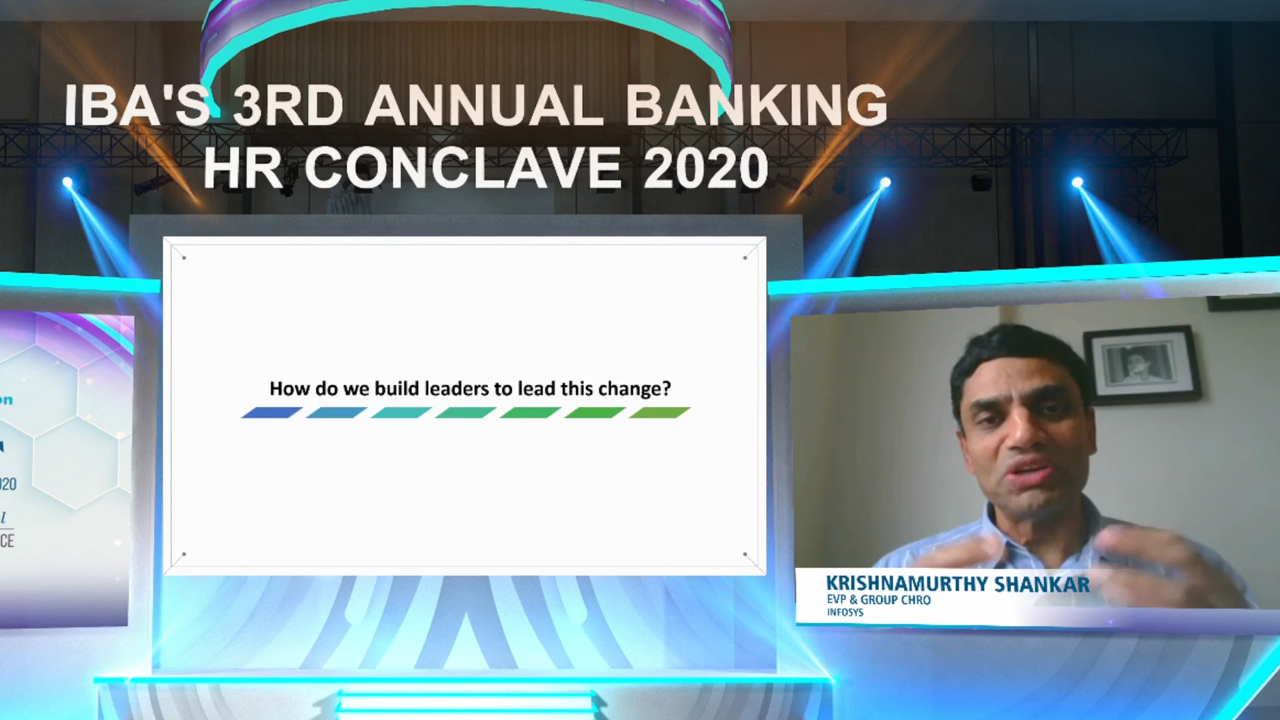 IBA'S 3RD ANNUAL BANKING
HR CONCLAVE 2020
How do we build leaders to lead this change?
KRISHNAMURTHY SHANKAR
EVP & GROUP CHRO
INFOSYS